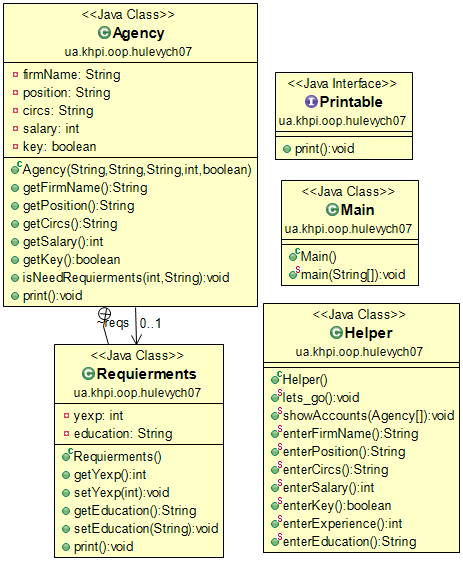 <<Java Class>>
Agency
ua.khpi.oop.hulevych07
firmName: String
position: String
circs: String
salary: int
key: boolean
Agency(String,String,String,int,boolean)
getFirmName():String
getPosition():String
getCircs():String
getSalary():int
getKey():boolean
isNeedRequierments(int,String):void
print():void
~reqs
0..1
<<Java Class>>
Requierments
ua.khpi.oop.hulevych07
yexp: int
education: String
Requierments()
getYexp():int
setYexp(int):void
getEducation():String
setEducation(String):void
print():void
<<Java Interface>>
Printable
ua.khpi.oop.hulevych07
print():void
<<Java Class>>
Main
ua.khpi.oop.hulevych07
Main()
main(String[]):void
<<Java Class>>
Helper
ua.khpi.oop.hulevych07
Helper()
lets_go():void
showAccounts(Agency[]):void
enterFirmName():String
enterPosition():String
enterCircs():String
enterSalary():int
enterKey():boolean
enterExperience():int
enterEducation():String